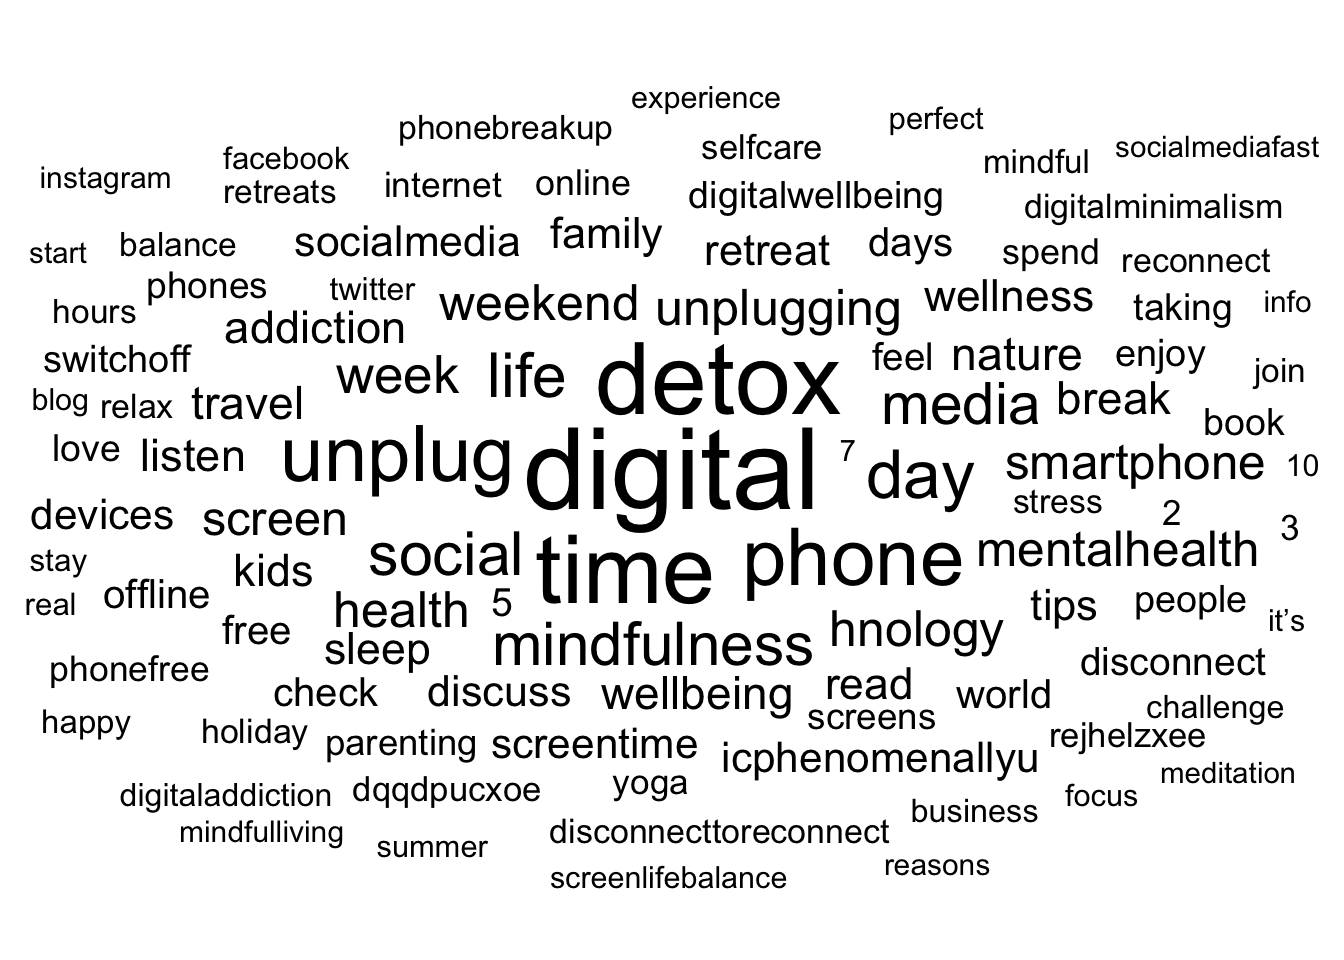 experience
phonebreakup
perfect
selfcare
socialmediafast
facebook
mindful
instagram
retreats
internet
online
digitalwellbeing
digitalminimalism
start
balance
socialmedia
family
retreat
days
spend
reconnect
phones
twitter
weekend
unplugging
wellness
taking
info
hours
addiction
switchoff
week
life
detox
feel
nature
enjoy
join
blog
relax
travel
media
break
book
love
listen
unplug
digital
7
day
smartphone
10
devices
screen
stress
2
3
stay
kids
social
time
phone
mentalhealth
real
offline
health
5
tips
people
it’s
free
sleep
mindfulness
hnology
disconnect
phonefree
check
discuss
wellbeing
read
world
screens
challenge
happy
holiday
parenting
screentime
icphenomenallyu
rejhelzxee
meditation
digitaladdiction
dqqdpucxoe
yoga
focus
business
mindfulliving
summer
disconnecttoreconnect
reasons
screenlifebalance